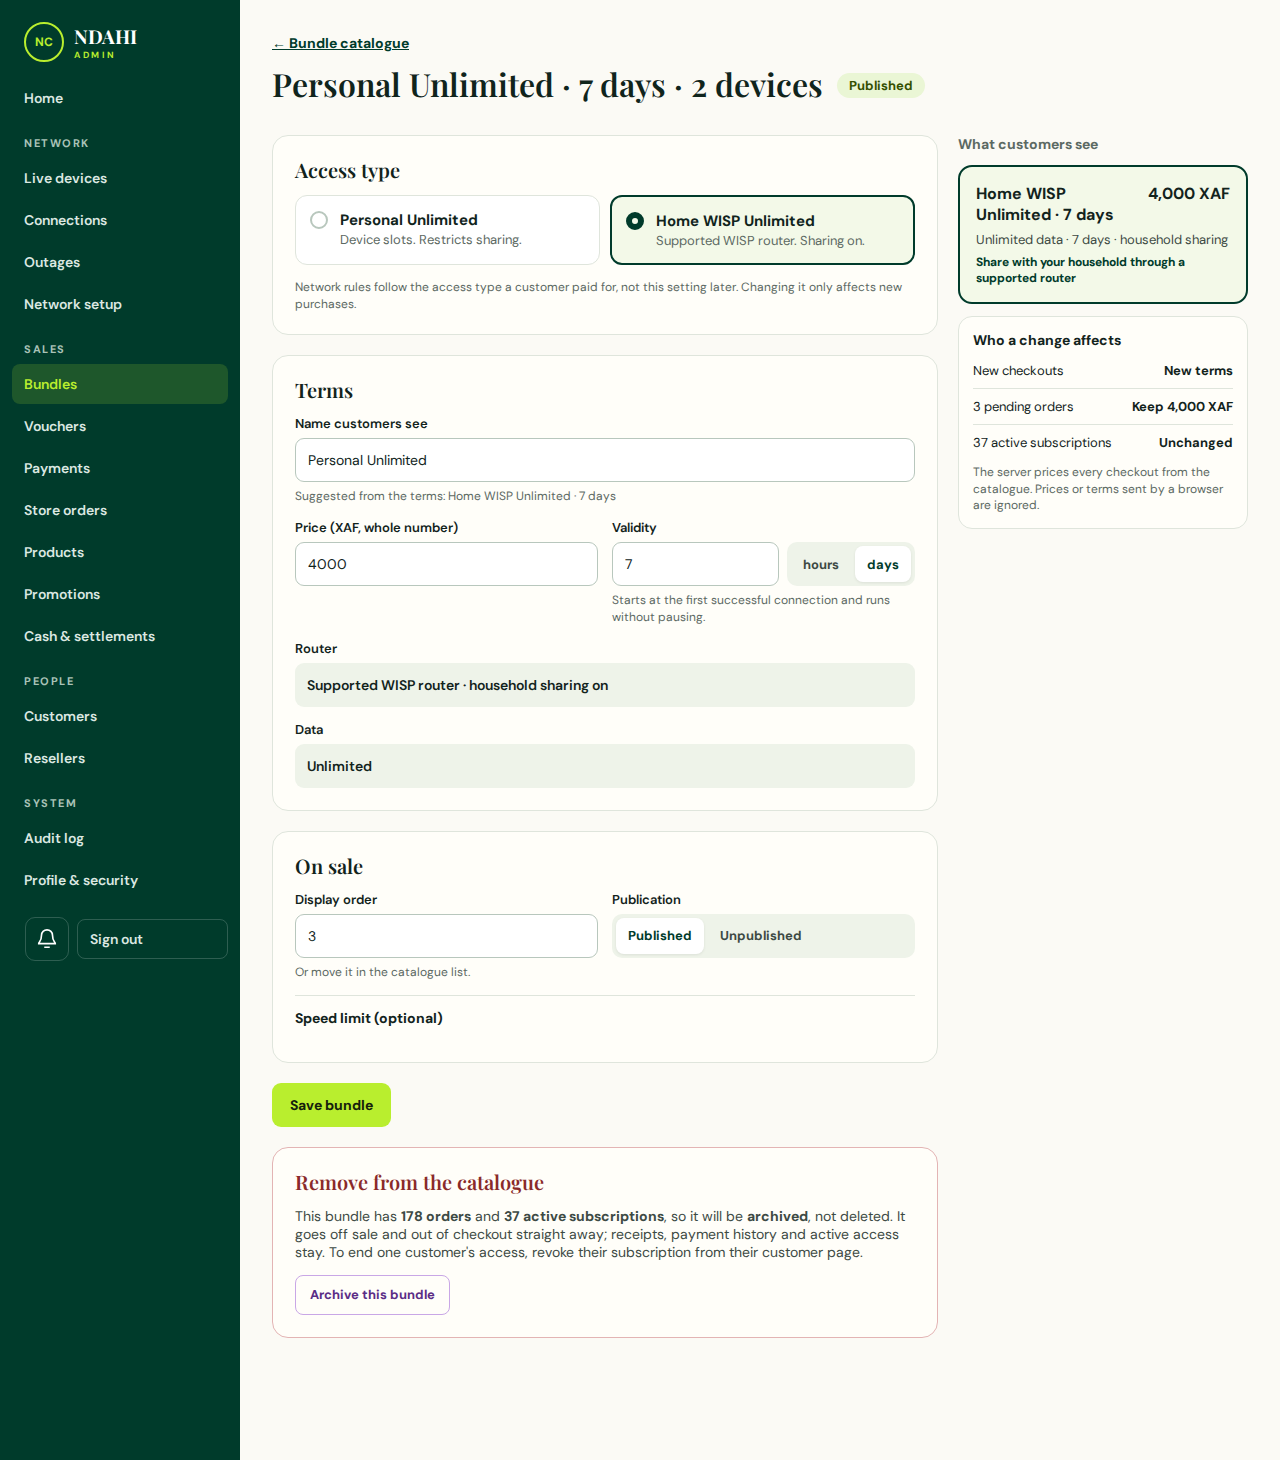 NC
NDAHI
ADMIN
Home
NETWORK
Live devices
Connections
Outages
Network setup
SALES
Bundles
Vouchers
Payments
Store orders
Products
Promotions
Cash & settlements
PEOPLE
Customers
Resellers
SYSTEM
Audit log
Profile & security
Sign out
← Bundle catalogue
Personal Unlimited · 7 days · 2 devices
Published
Access type
Personal Unlimited
Device slots. Restricts sharing.
Home WISP Unlimited
Supported WISP router. Sharing on.
Network rules follow the access type a customer paid for, not this setting later. Changing it only affects new
purchases.
Terms
Name customers see
Personal Unlimited
Suggested from the terms: Home WISP Unlimited · 7 days
Price (XAF, whole number)
4000
Validity
7
hours
days
Starts at the first successful connection and runs
without pausing.
Router
Supported WISP router · household sharing on
Data
Unlimited
On sale
Display order
3
Or move it in the catalogue list.
Publication
Published
Unpublished
Speed limit (optional)
Save bundle
Remove from the catalogue
This bundle has 178 orders and 37 active subscriptions, so it will be archived, not deleted. It
goes off sale and out of checkout straight away; receipts, payment history and active access
stay. To end one customer's access, revoke their subscription from their customer page.
Archive this bundle
What customers see
Home WISP
Unlimited · 7 days
4,000 XAF
Unlimited data · 7 days · household sharing
Share with your household through a
supported router
Who a change affects
New checkouts
New terms
3 pending orders
Keep 4,000 XAF
37 active subscriptions
Unchanged
The server prices every checkout from the
catalogue. Prices or terms sent by a browser
are ignored.